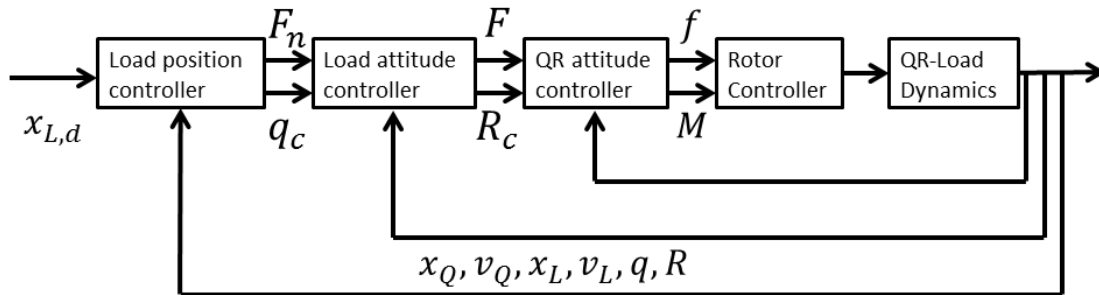 F_n
F
f
Load position controller
Load attitude controller
QR attitude controller
Rotor Controller
QR-Load Dynamics
x_{L,d}
q_c
R_c
M
x_Q, v_Q, x_L, v_L, q, R